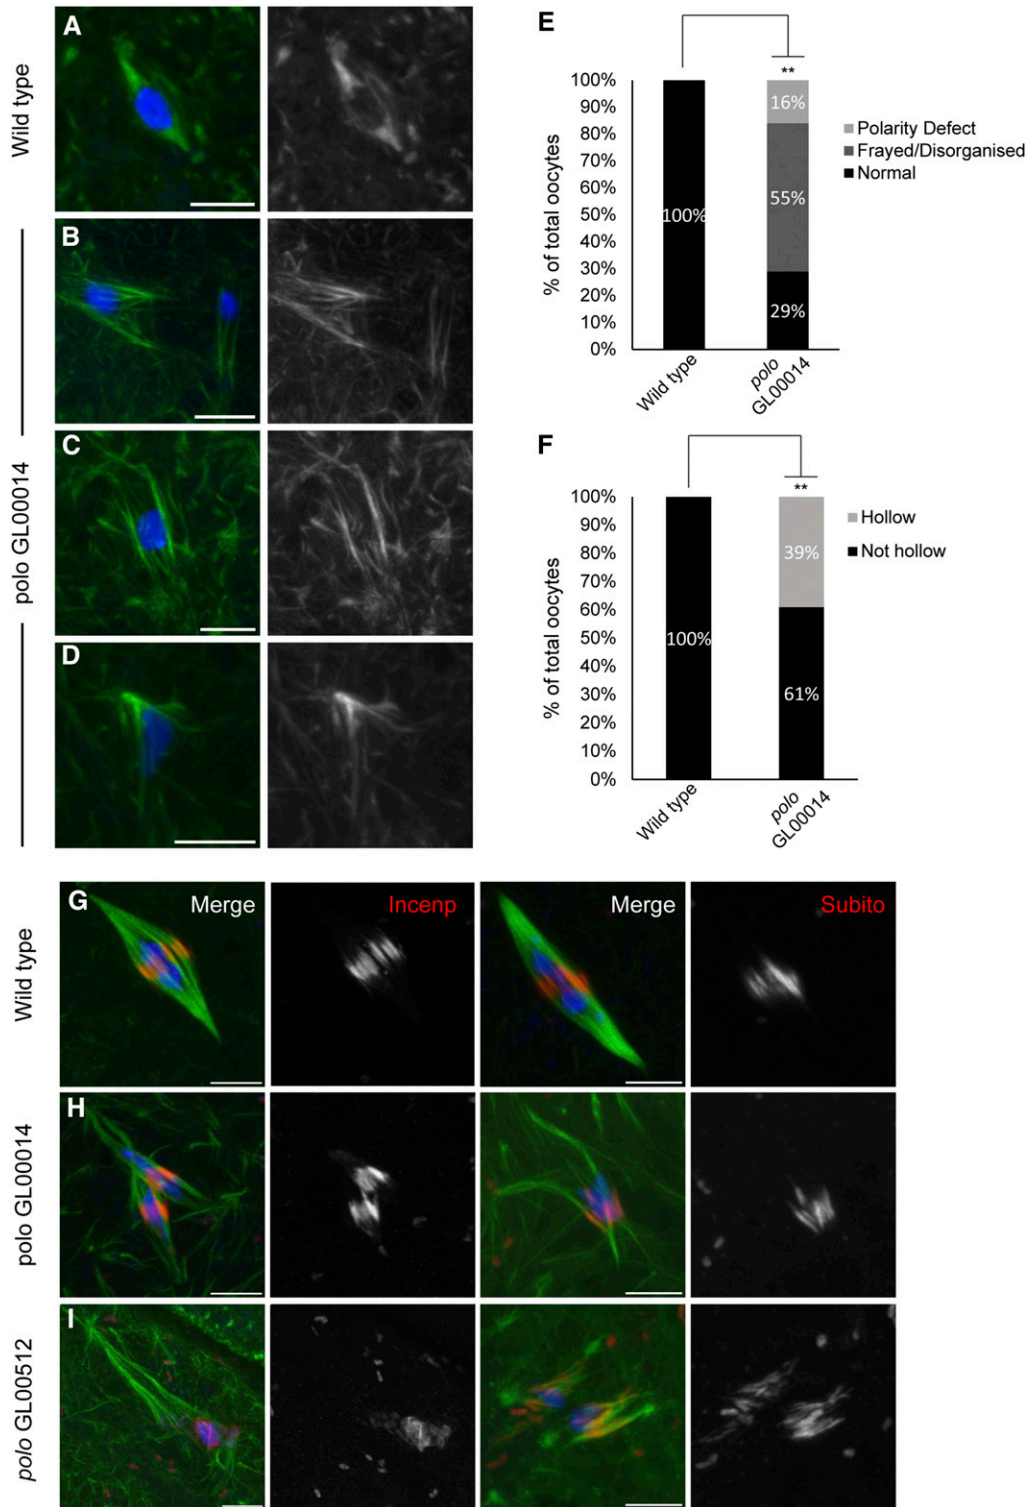 A
Wild type
B
C
polo GL00014
D
E
**
100%
90%
80%
70%
60%
50%
40%
30%
20%
10%
0%
% of total oocytes
16%
55%
29%
100%
Polarity Defect
Frayed/Disorganised
Normal
Wild type
polo
GL00014
F
**
100%
90%
80%
70%
60%
50%
40%
30%
20%
10%
0%
% of total oocytes
39%
61%
100%
Hollow
Not hollow
Wild type
polo
GL00014
G Merge Incenp Merge Subito
Wild type
H
polo GL00014
I
polo GL00512